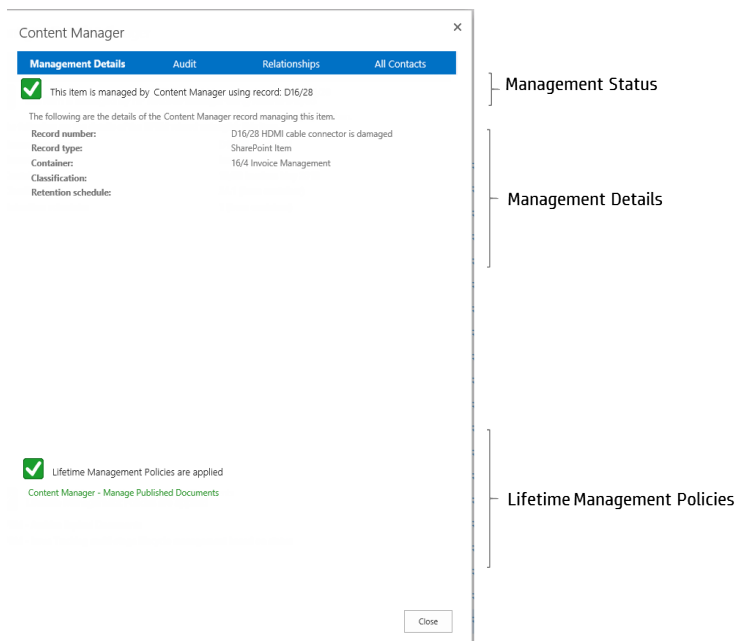 Content Manager
×
Management Details Audit Relationships All Contacts
This item is managed by Content Manager using record: D16/28
Management Status
The following are the details of the Content Manager record managing this item.
Record number: D16/28 HDMI cable connector is damaged
Record type: SharePoint Item
Container: 16/4 Invoice Management
Classification:
Retention schedule:
Management Details
Lifetime Management Policies are applied
Content Manager - Manage Published Documents
Lifetime Management Policies
Close